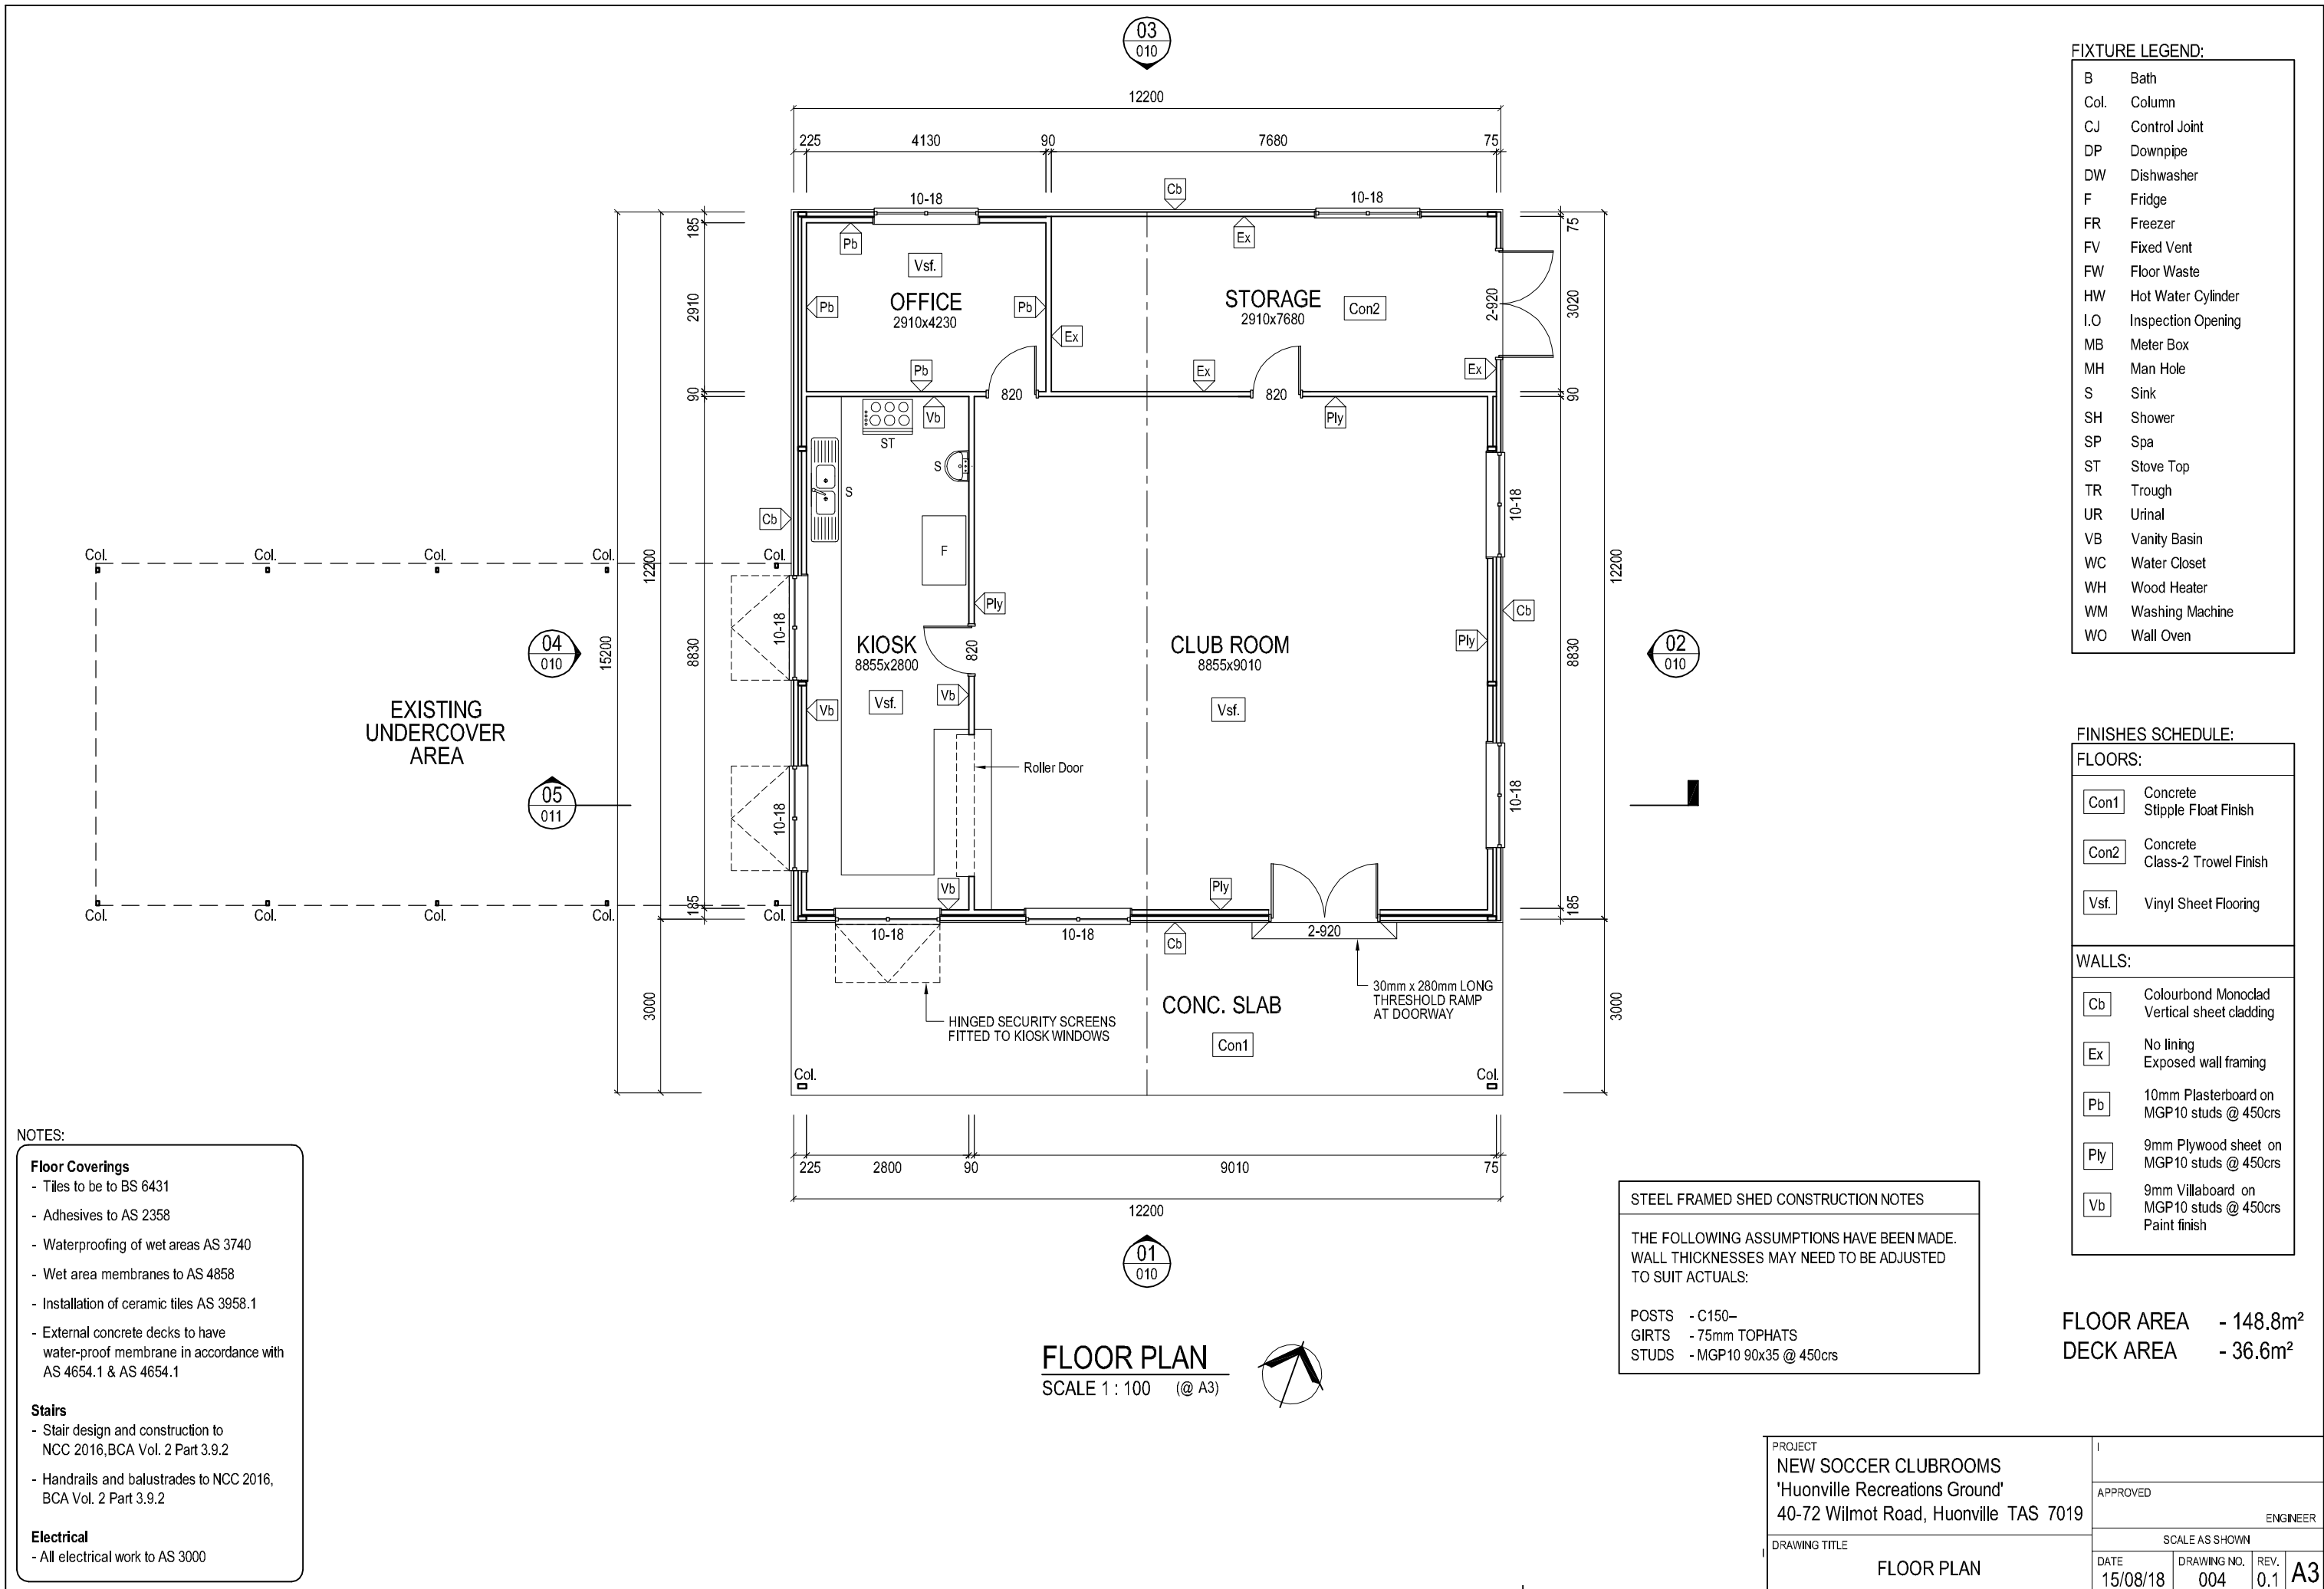 03
010
12200
225 4130 90 7680 75
Cb
10-18
10-18
185
75
Pb
Ex
Vsf.
2910
Pb
OFFICE
2910x4230
Pb
STORAGE
2910x7680
Con2
2-920
3020
Ex
Pb
Ex
Ex
90
820
820
90
Vb
Ply
ST
S
S
10-18
Cb
F
Col. Col. Col. Col. Col.
12200
12200
10-18
Ply
Cb
04
010
15200
8830
KIOSK
8855x2800
820
CLUB ROOM
8855x9010
Ply
8830
02
010
Vsf.
Vb
Vb
Vsf.
EXISTING
UNDERCOVER
AREA
Roller Door
05
011
10-18
10-18
Vb
Ply
185
185
Col. Col. Col. Col. Col.
10-18
10-18
Cb
2-920
3000
3000
HINGED SECURITY SCREENS
FITTED TO KIOSK WINDOWS
CONC. SLAB
Con1
30mm x 280mm LONG
THRESHOLD RAMP
AT DOORWAY
Col.
Col.
225 2800 90 9010 75
12200
01
010
FLOOR PLAN
SCALE 1 : 100 (@ A3)
NOTES:
Floor Coverings
- Tiles to be to BS 6431
- Adhesives to AS 2358
- Waterproofing of wet areas AS 3740
- Wet area membranes to AS 4858
- Installation of ceramic tiles AS 3958.1
- External concrete decks to have
water-proof membrane in accordance with
AS 4654.1 & AS 4654.1
Stairs
- Stair design and construction to
NCC 2016,BCA Vol. 2 Part 3.9.2
- Handrails and balustrades to NCC 2016,
BCA Vol. 2 Part 3.9.2
Electrical
- All electrical work to AS 3000
FIXTURE LEGEND:
B Bath
Col. Column
CJ Control Joint
DP Downpipe
DW Dishwasher
F Fridge
FR Freezer
FV Fixed Vent
FW Floor Waste
HW Hot Water Cylinder
I.O Inspection Opening
MB Meter Box
MH Man Hole
S Sink
SH Shower
SP Spa
ST Stove Top
TR Trough
UR Urinal
VB Vanity Basin
WC Water Closet
WH Wood Heater
WM Washing Machine
WO Wall Oven
FINISHES SCHEDULE:
FLOORS:
Con1 Concrete
Stipple Float Finish
Con2 Concrete
Class-2 Trowel Finish
Vsf. Vinyl Sheet Flooring
WALLS:
Cb Colourbond Monoclad
Vertical sheet cladding
Ex No lining
Exposed wall framing
Pb 10mm Plasterboard on
MGP10 studs @ 450crs
Ply 9mm Plywood sheet on
MGP10 studs @ 450crs
Vb 9mm Villaboard on
MGP10 studs @ 450crs
Paint finish
STEEL FRAMED SHED CONSTRUCTION NOTES
THE FOLLOWING ASSUMPTIONS HAVE BEEN MADE.
WALL THICKNESSES MAY NEED TO BE ADJUSTED
TO SUIT ACTUALS:
POSTS - C150--
GIRTS - 75mm TOPHATS
STUDS - MGP10 90x35 @ 450crs
FLOOR AREA - 148.8m²
DECK AREA - 36.6m²
PROJECT
NEW SOCCER CLUBROOMS
'Huonville Recreations Ground'
40-72 Wilmot Road, Huonville TAS 7019
DRAWING TITLE
FLOOR PLAN
APPROVED
ENGINEER
SCALE AS SHOWN
DATE
15/08/18
DRAWING NO.
004
REV.
0.1
A3